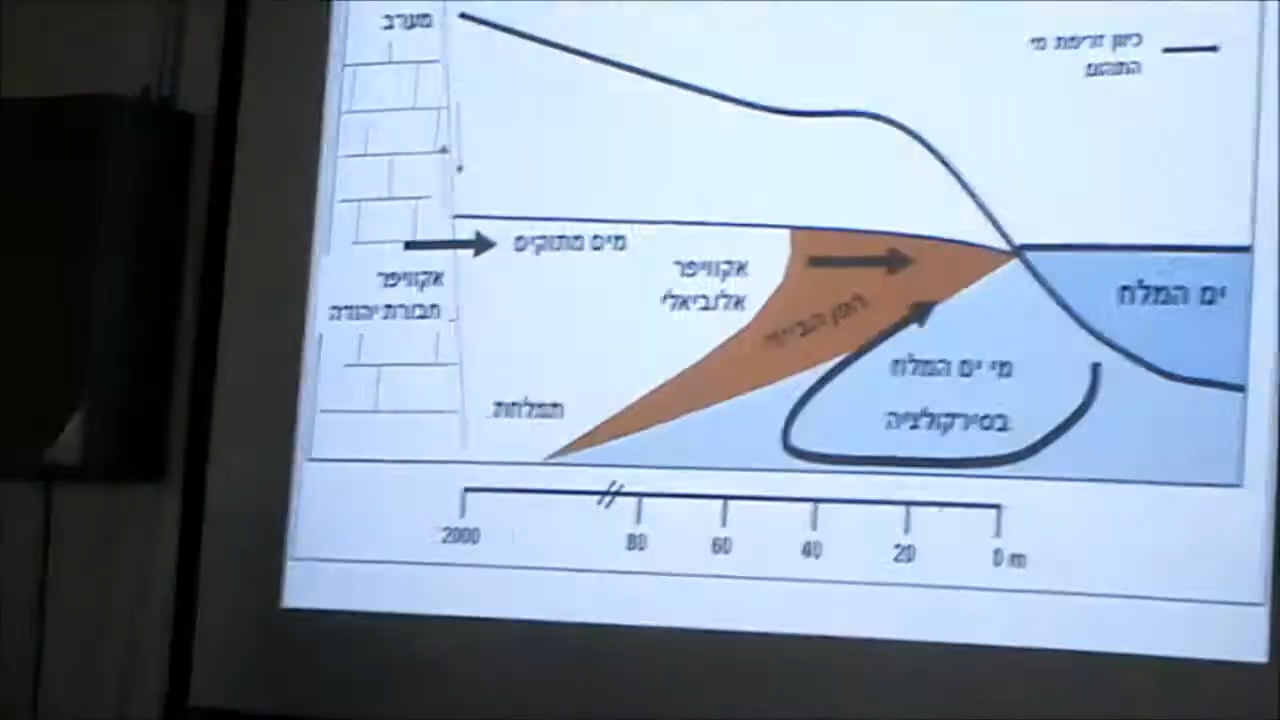 מערב
כיוון זרימת מי
התהום
מים מתוקים
אקוויפר
אלוביאלי
אקוויפר
חבורת יהודה
ים המלח
מי ים המלח
בסירקולציה
תמלחת
2000
80
60
40
20
0 m